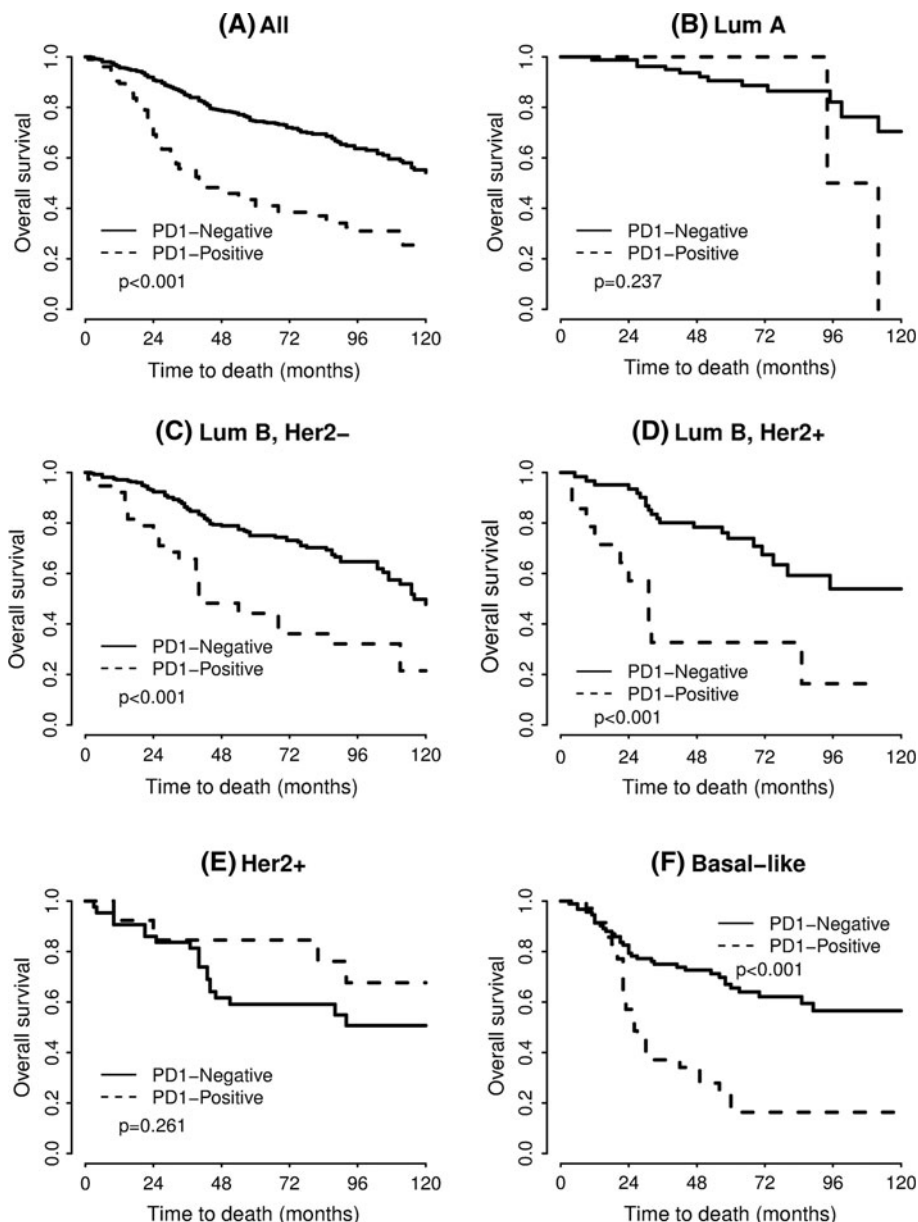 (A) All
Overall survival
0.0 0.2 0.4 0.6 0.8 1.0
PD1-Negative
PD1-Positive
p<0.001
0 24 48 72 96 120
Time to death (months)
(B) Lum A
Overall survival
0.0 0.2 0.4 0.6 0.8 1.0
PD1-Negative
PD1-Positive
p=0.237
0 24 48 72 96 120
Time to death (months)
(C) Lum B, Her2-
Overall survival
0.0 0.2 0.4 0.6 0.8 1.0
PD1-Negative
PD1-Positive
p<0.001
0 24 48 72 96 120
Time to death (months)
(D) Lum B, Her2+
Overall survival
0.0 0.2 0.4 0.6 0.8 1.0
PD1-Negative
PD1-Positive
p<0.001
0 24 48 72 96 120
Time to death (months)
(E) Her2+
Overall survival
0.0 0.2 0.4 0.6 0.8 1.0
PD1-Negative
PD1-Positive
p=0.261
0 24 48 72 96 120
Time to death (months)
(F) Basal-like
Overall survival
0.0 0.2 0.4 0.6 0.8 1.0
PD1-Negative
PD1-Positive
p<0.001
0 24 48 72 96 120
Time to death (months)